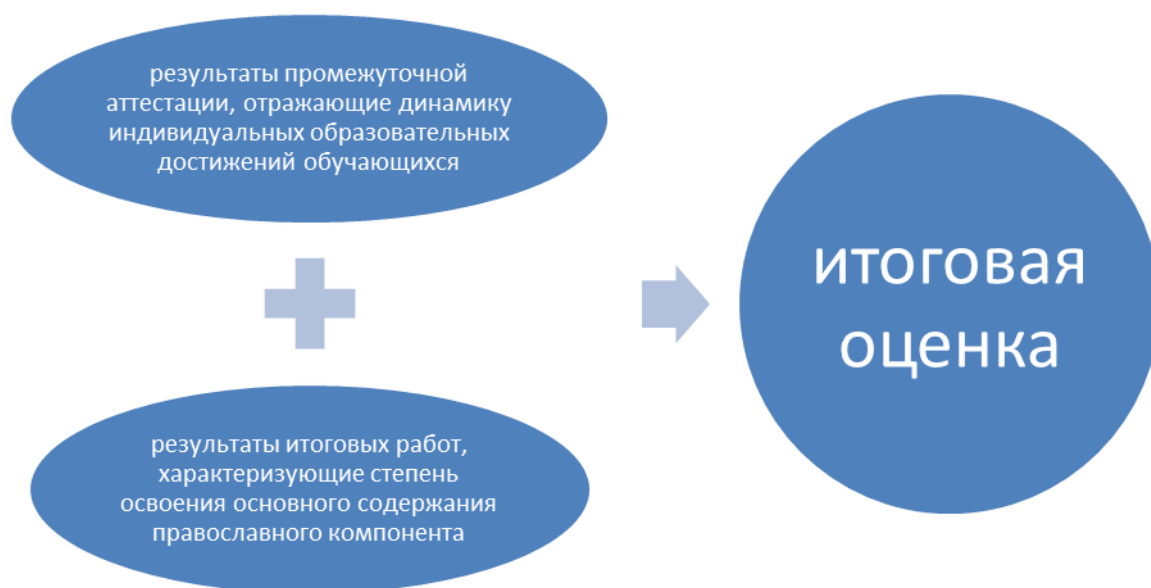 результаты промежуточной
аттестации, отражающие динамику
индивидуальных образовательных
достижений обучающихся
результаты итоговых работ,
характеризующие степень
освоения основного содержания
православного компонента
итоговая
оценка